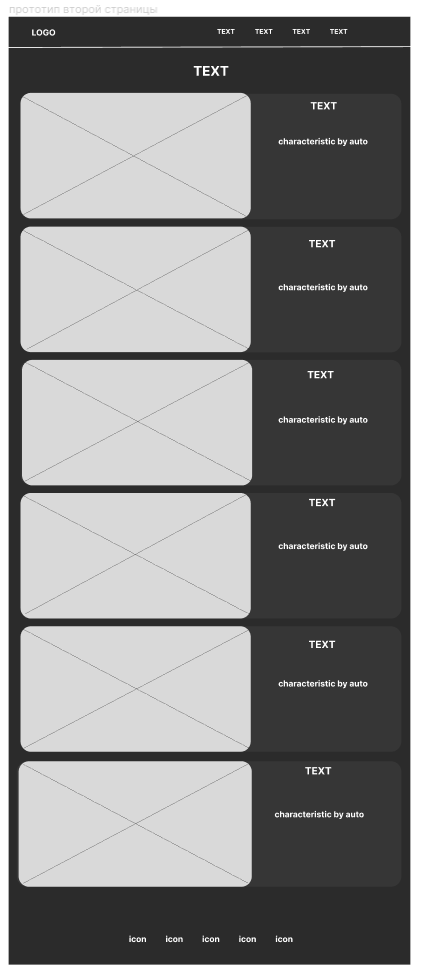 прототип второй страницы
LOGO TEXT TEXT TEXT TEXT
TEXT
TEXT
characteristic by auto
TEXT
characteristic by auto
TEXT
characteristic by auto
TEXT
characteristic by auto
TEXT
characteristic by auto
TEXT
characteristic by auto
icon icon icon icon icon